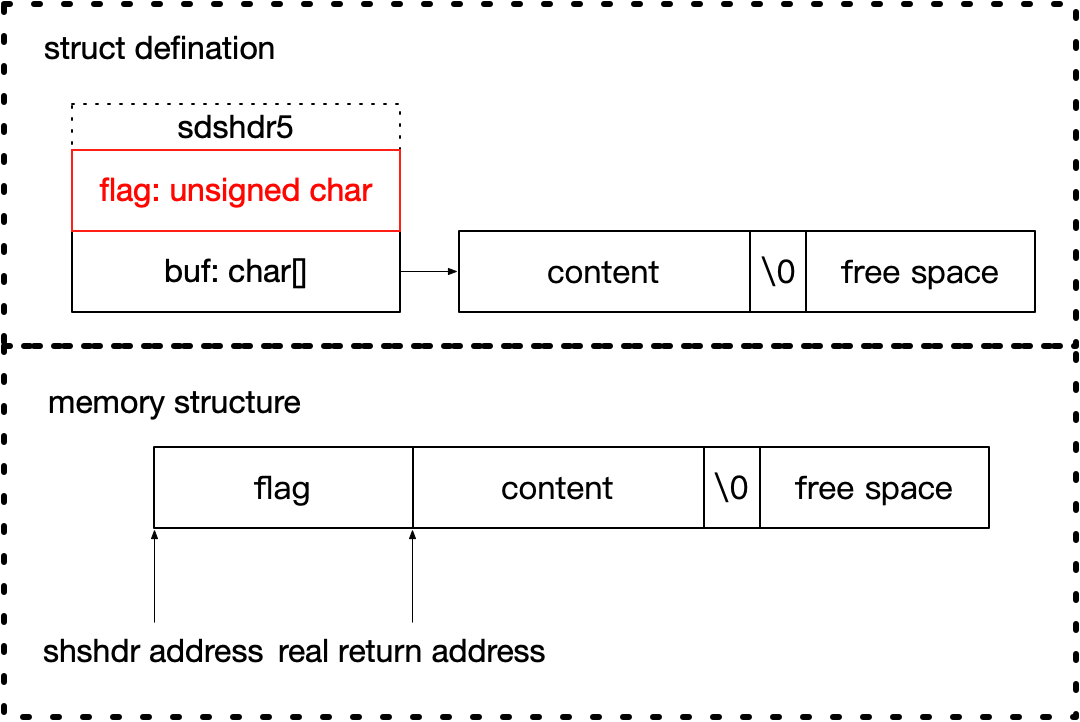 struct defination
sdshdr5
flag: unsigned char
buf: char[]
content
\0
free space
memory structure
flag
content
\0
free space
shshdr address
real return address